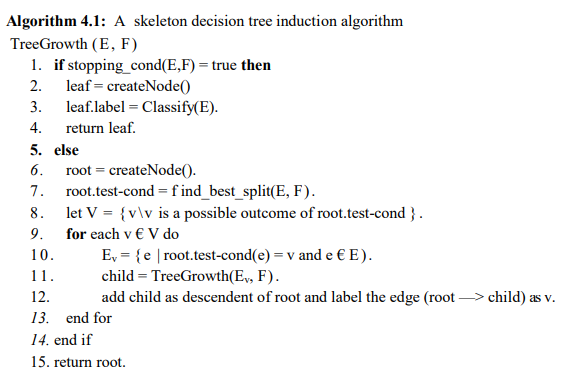 Algorithm 4.1: A skeleton decision tree induction algorithm
TreeGrowth (E, F)
1. if stopping_cond(E,F) = true then
2. leaf = createNode()
3. leaf.label = Classify(E).
4. return leaf.
5. else
6. root = createNode().
7. root.test-cond = f ind_best_split(E, F).
8. let V = {v\v is a possible outcome of root.test-cond }.
9. for each v € V do
10. Ev = {e | root.test-cond(e) = v and e € E).
11. child = TreeGrowth(Ev, F).
12. add child as descendent of root and label the edge (root —> child) as v.
13. end for
14. end if
15. return root.